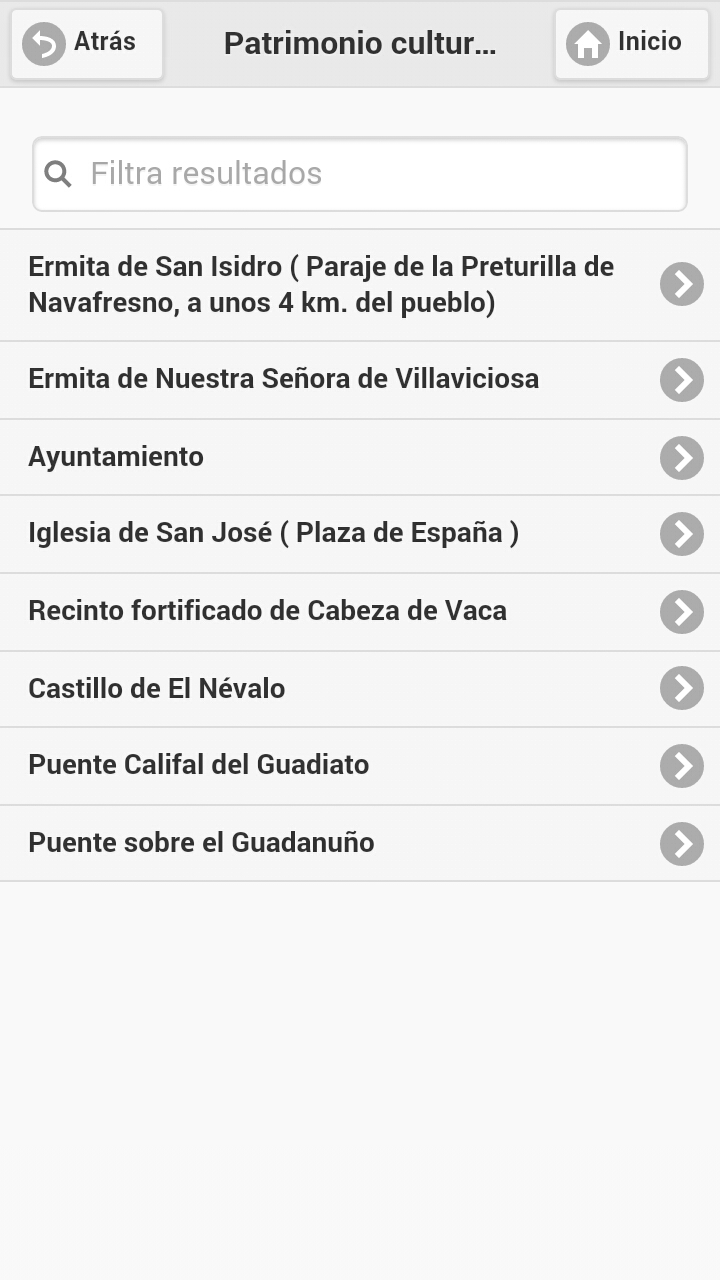 Atrás
Patrimonio cultur...
Inicio
Filtra resultados
Ermita de San Isidro ( Paraje de la Preturilla de
Navafresno, a unos 4 km. del pueblo)
Ermita de Nuestra Señora de Villaviciosa
Ayuntamiento
Iglesia de San José ( Plaza de España )
Recinto fortificado de Cabeza de Vaca
Castillo de El Névalo
Puente Califal del Guadiato
Puente sobre el Guadanuño